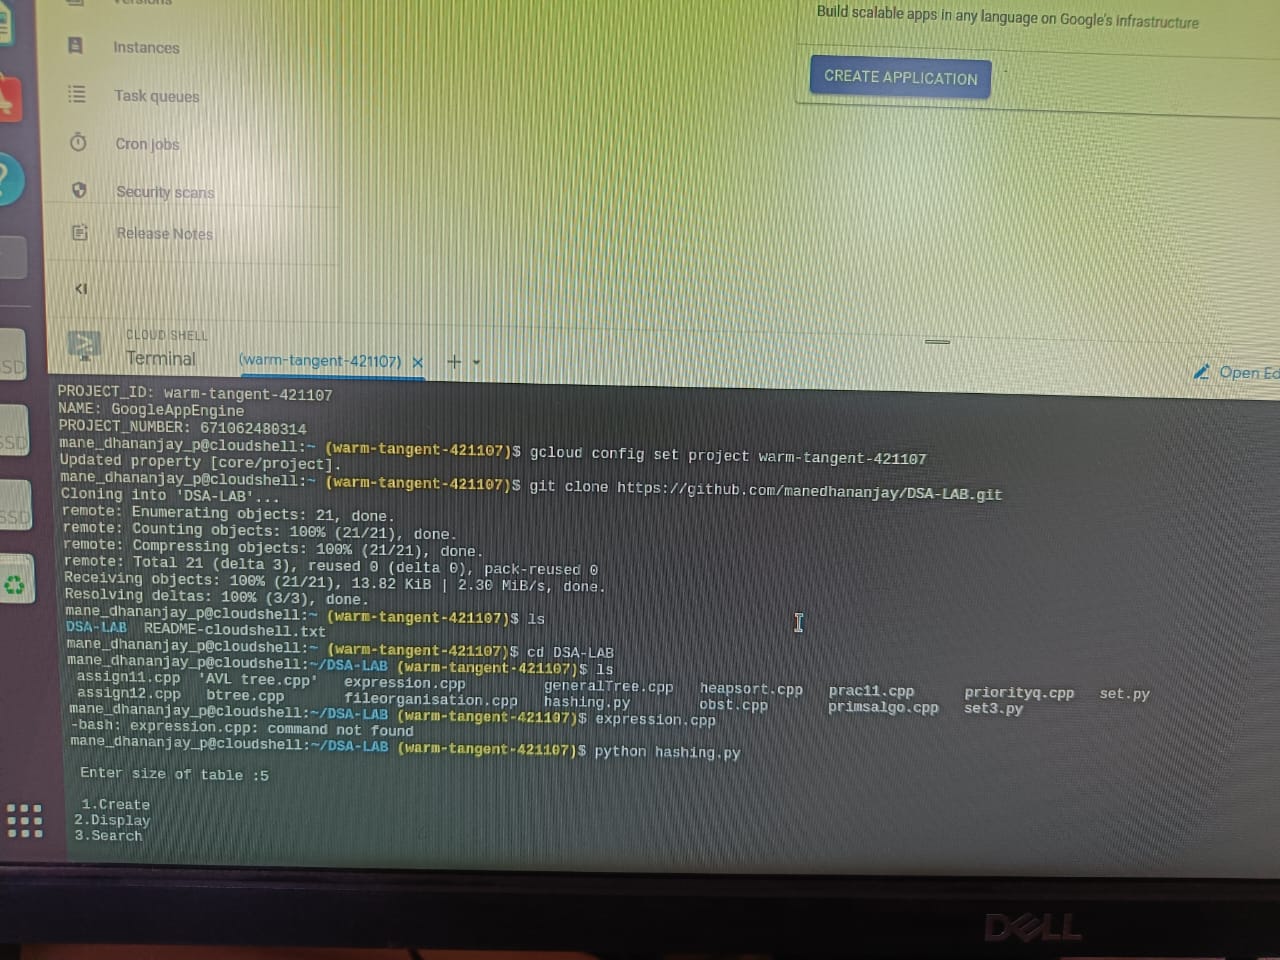 Instances
Task queues
Cron jobs
Security scans
Release Notes
Build scalable apps in any language on Google's infrastructure
CREATE APPLICATION
CLOUD SHELL
Terminal
(warm-tangent-421107)
Open Ed
PROJECT_ID: warm-tangent-421107
NAME: GoogleAppEngine
PROJECT_NUMBER: 671062480314
mane_dhananjay_p@cloudshell:~ (warm-tangent-421107)$ gcloud config set project warm-tangent-421107
Updated property [core/project].
mane_dhananjay_p@cloudshell:~ (warm-tangent-421107)$ git clone https://github.com/manedhananjay/DSA-LAB.git
Cloning into 'DSA-LAB'...
remote: Enumerating objects: 21, done.
remote: Counting objects: 100% (21/21), done.
remote: Compressing objects: 100% (21/21), done.
remote: Total 21 (delta 3), reused 0 (delta 0), pack-reused 0
Receiving objects: 100% (21/21), 13.82 KiB | 2.30 MiB/s, done.
Resolving deltas: 100% (3/3), done.
mane_dhananjay_p@cloudshell:~ (warm-tangent-421107)$ ls
DSA-LAB README-cloudshell.txt
mane_dhananjay_p@cloudshell:~ (warm-tangent-421107)$ cd DSA-LAB
mane_dhananjay_p@cloudshell:~/DSA-LAB (warm-tangent-421107)$ ls
assign11.cpp 'AVL tree.cpp' expression.cpp generalTree.cpp heapsort.cpp prac11.cpp priorityq.cpp set.py
assign12.cpp btree.cpp fileorganisation.cpp hashing.py obst.cpp primsalgo.cpp set3.py
mane_dhananjay_p@cloudshell:~/DSA-LAB (warm-tangent-421107)$ expression.cpp
-bash: expression.cpp: command not found
mane_dhananjay_p@cloudshell:~/DSA-LAB (warm-tangent-421107)$ python hashing.py
Enter size of table :5
1.Create
2.Display
3.Search
DELL